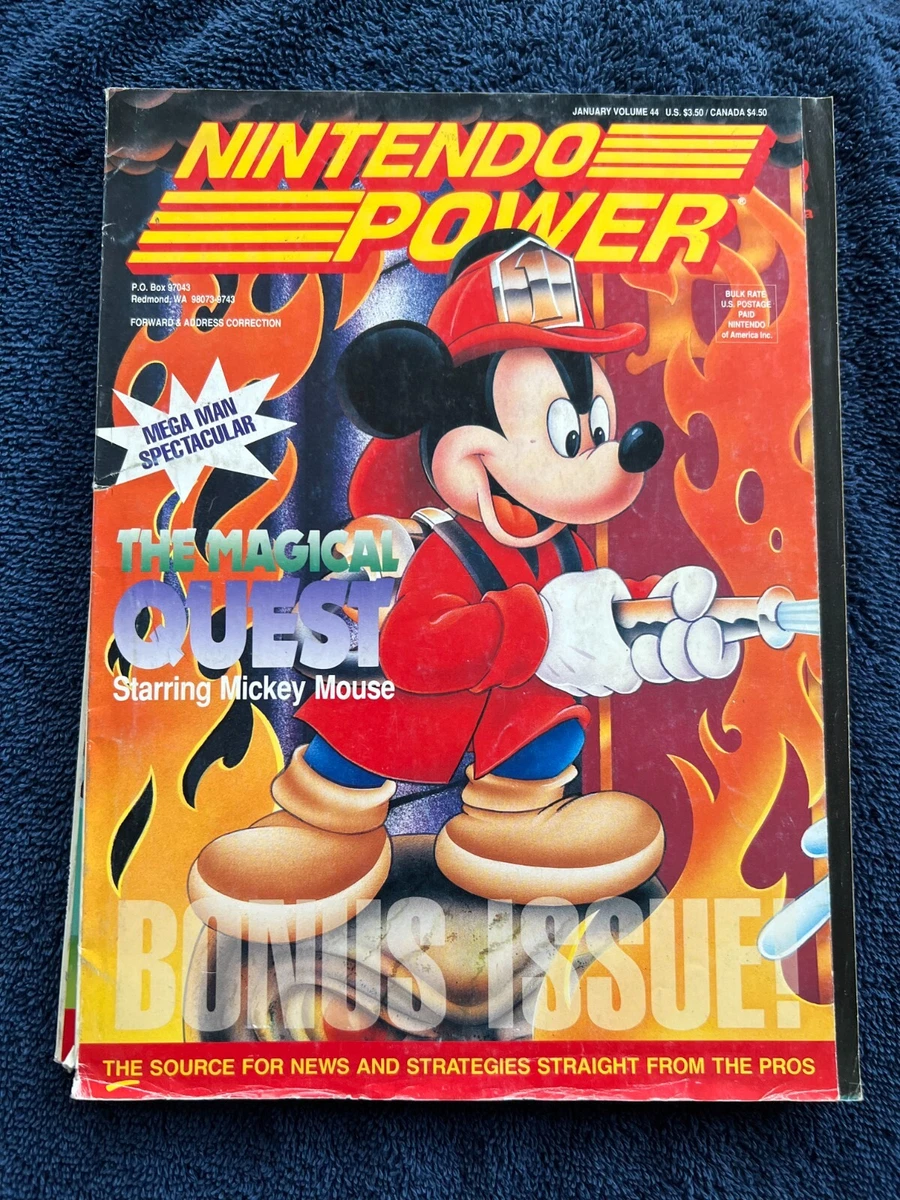 JANUARY VOLUME 44 U.S. $3.50 / CANADA $4.50
NINTENDO
POWER®
P.O. Box 97043
Redmond, WA 98073-9743
FORWARD & ADDRESS CORRECTION
BULK RATE
U.S. POSTAGE
PAID
NINTENDO
of America Inc.
1
MEGA MAN
SPECTACULAR
THE MAGICAL
QUEST
Starring Mickey Mouse
BONUS ISSUE!
THE SOURCE FOR NEWS AND STRATEGIES STRAIGHT FROM THE PROS